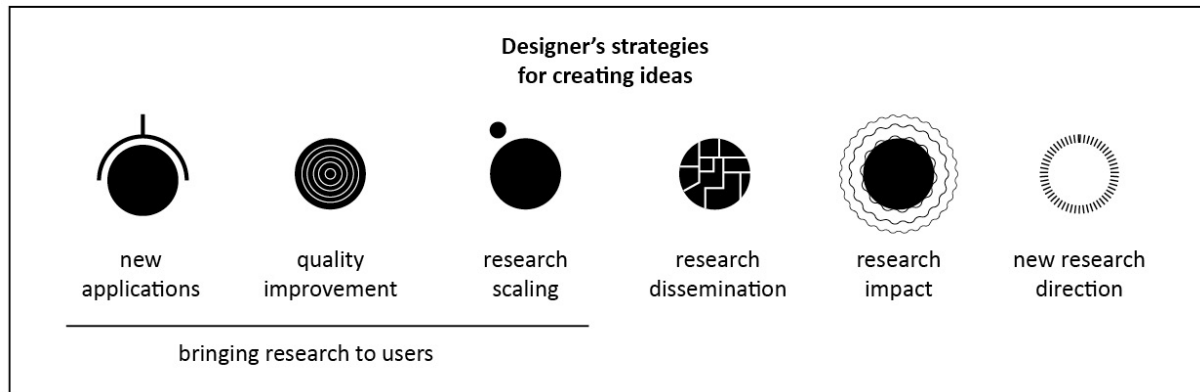 Designer's strategies
for creating ideas
new
applications
quality
improvement
research
scaling
research
dissemination
research
impact
new research
direction
bringing research to users